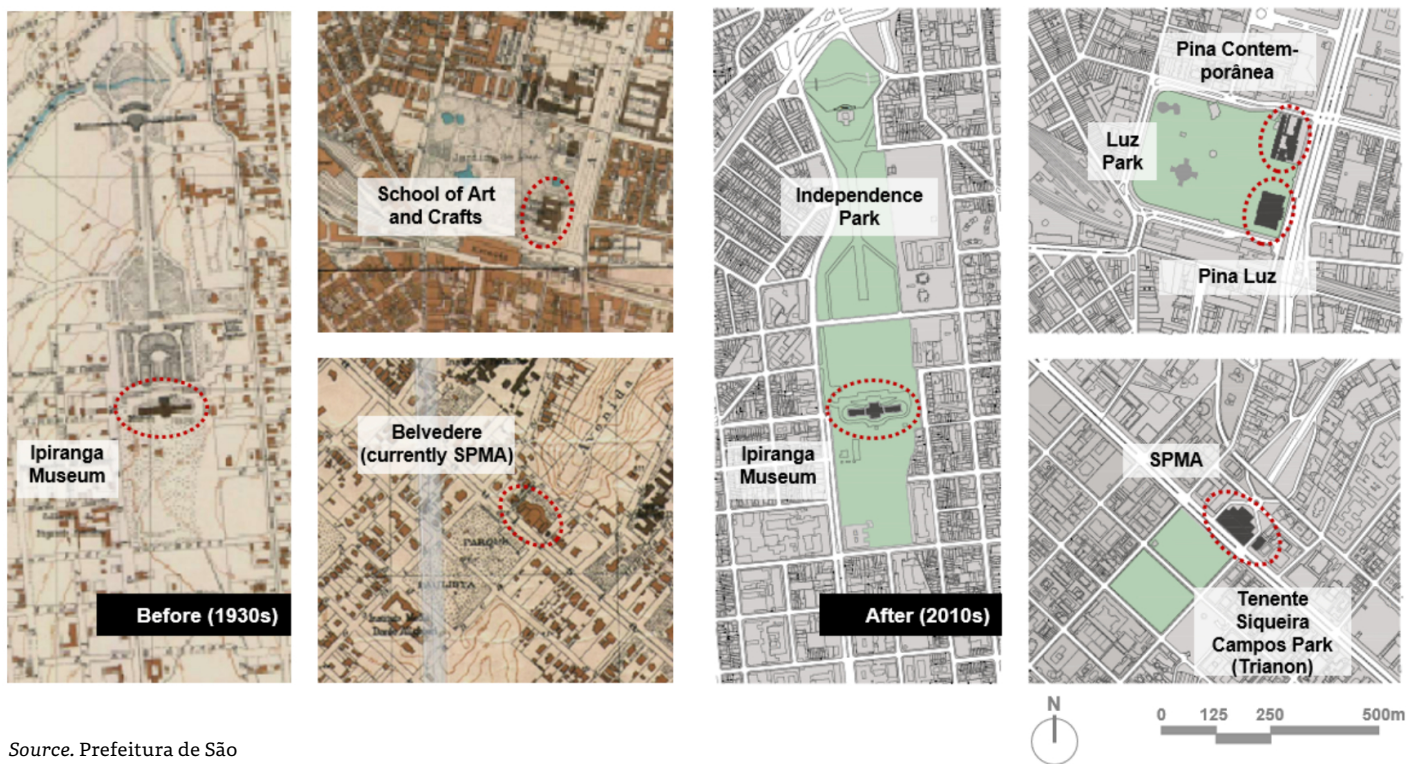 Ipiranga
Museum
Before (1930s)
School of Art
and Crafts
Belvedere
(currently SPMA)
PARQUE
PAULISTA
Independence
Park
Ipiranga
Museum
After (2010s)
Pina Contem-
porânea
Luz
Park
Pina Luz
SPMA
Tenente
Siqueira
Campos Park
(Trianon)
N
0 125 250 500m
Source. Prefeitura de São